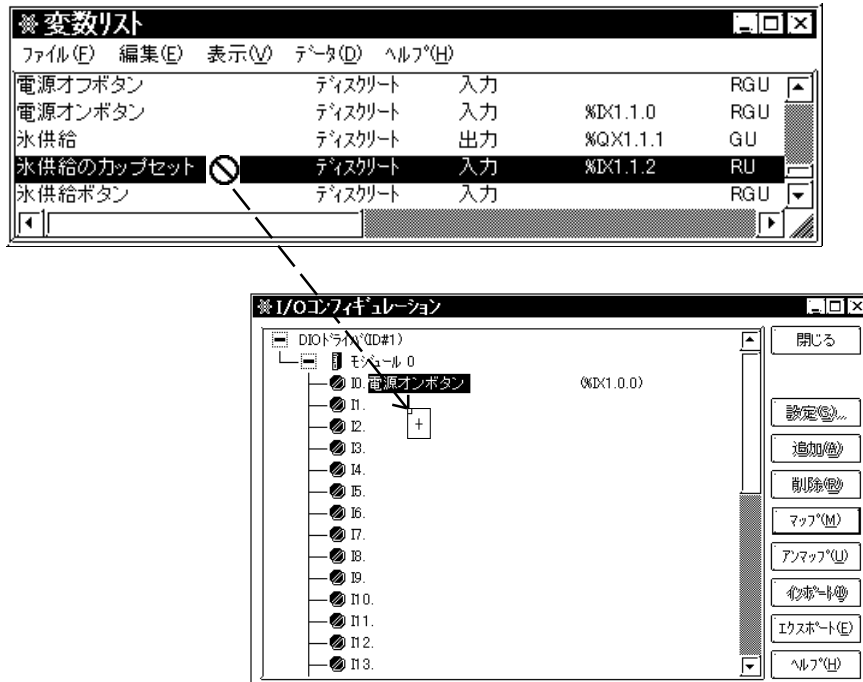 変数リスト
ファイル(F) 編集(E) 表示(V) データ(D) ヘルプ(H)
電源オフボタン ディスクリート 入力 RGU
電源オンボタン ディスクリート 入力 %IX1.1.0 RGU
氷供給 ディスクリート 出力 %QX1.1.1 GU
氷供給のカップセット ディスクリート 入力 %IX1.1.2 RU
氷供給ボタン ディスクリート 入力 RGU
I/Oコンフィギュレーション
DIOドライバ(ID#1)
モジュール 0
I0. 電源オンボタン (%IX1.0.0)
I1.
I2.
I3.
I4.
I5.
I6.
I7.
I8.
I9.
I10.
I11.
I12.
I13.
閉じる
設定(S)...
追加(A)
削除(R)
マップ(M)
アンマップ(U)
インポート(I)
エクスポート(E)
ヘルプ(H)